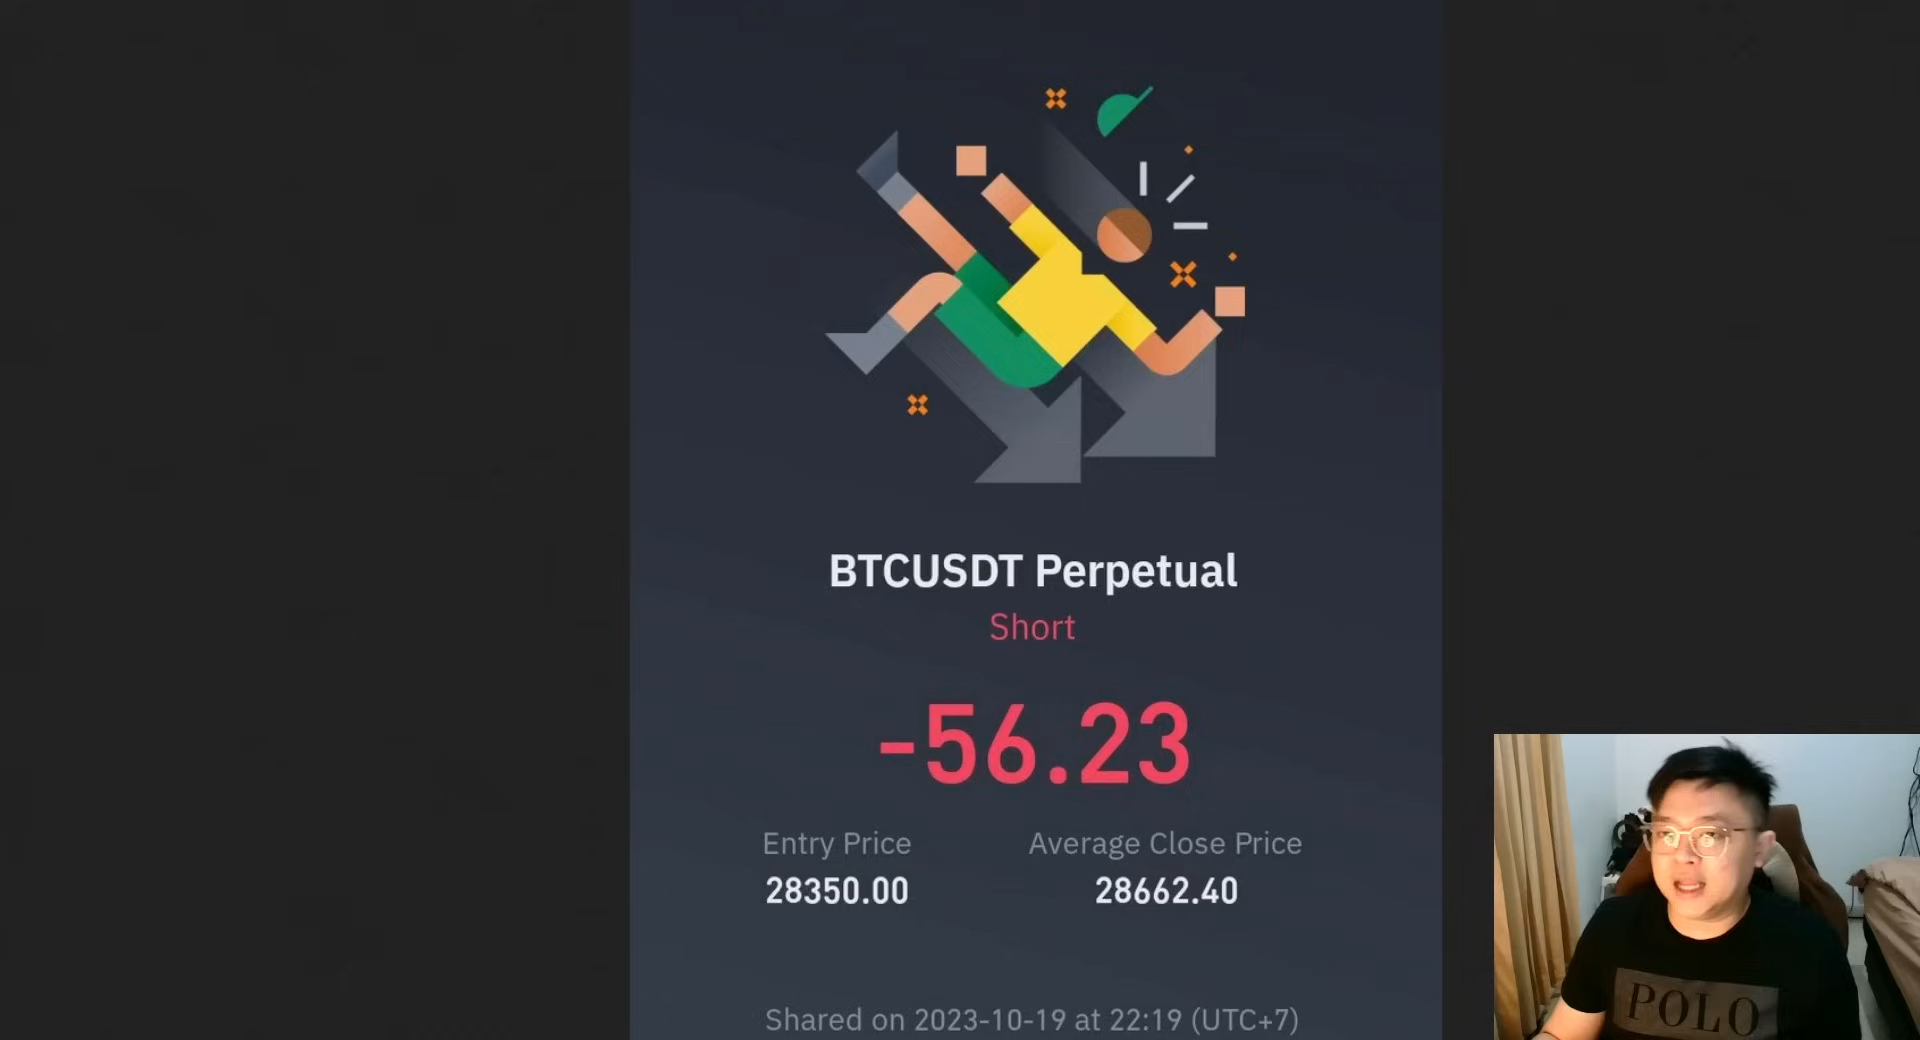 BTCUSDT Perpetual
Short
-56.23
Entry Price Average Close Price
28350.00 28662.40
Shared on 2023-10-19 at 22:19 (UTC+7)
POLO